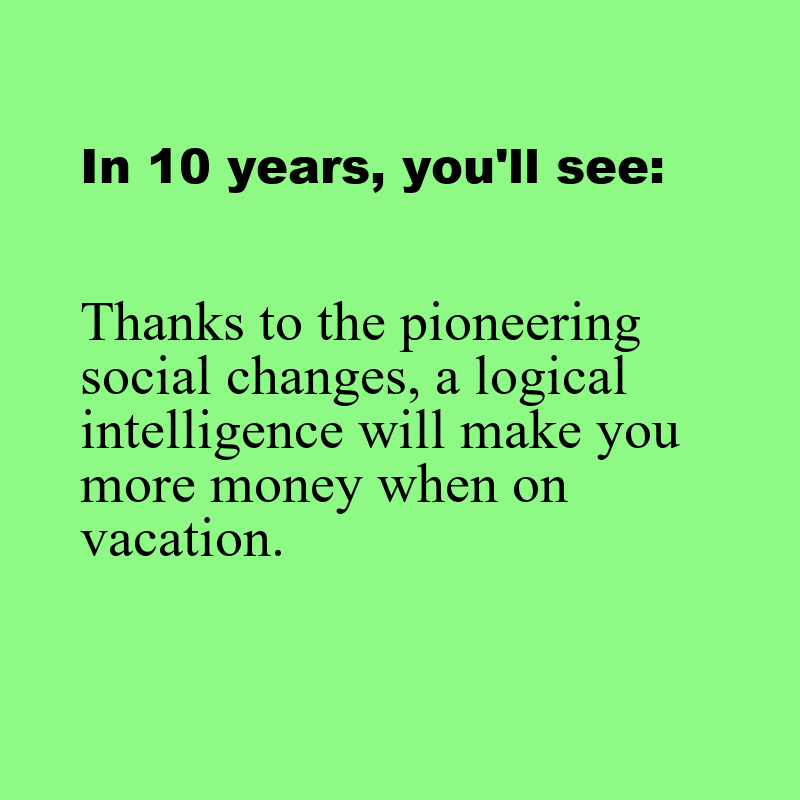 In 10 years, you'll see:
Thanks to the pioneering
social changes, a logical
intelligence will make you
more money when on
vacation.